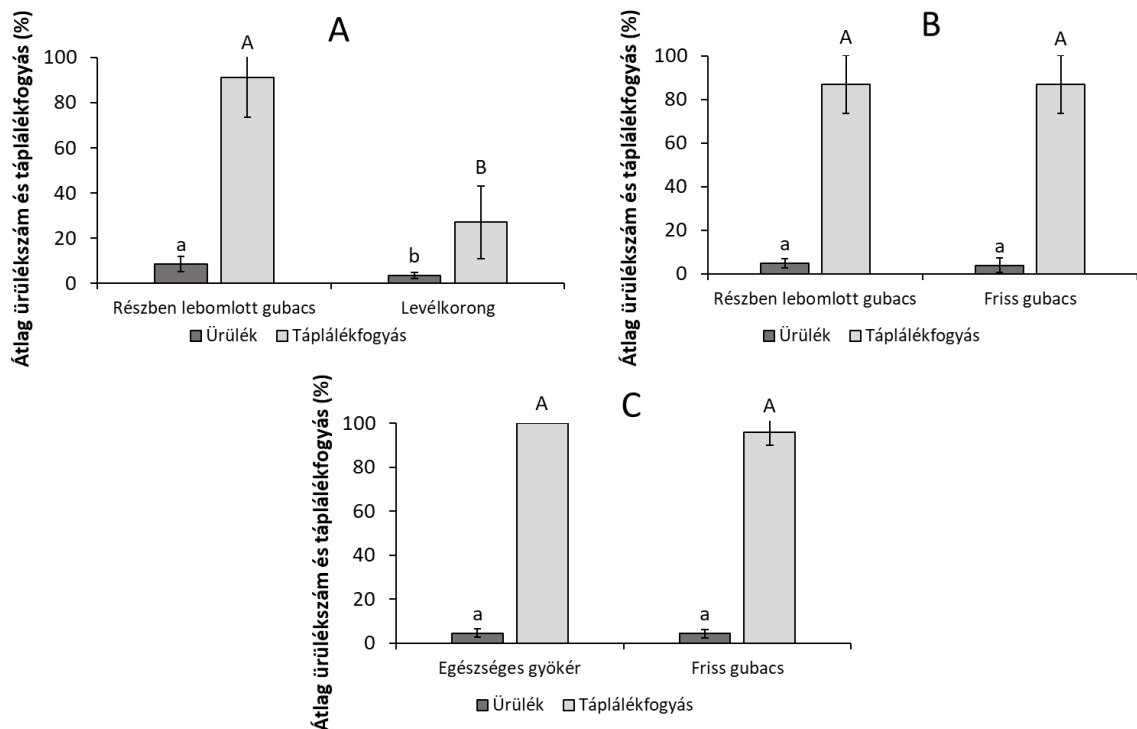 A
Átlag ürülékszám és táplálékfogyás (%)
100
80
60
40
20
0
A
a
B
b
Részben lebomlott gubacs
Levélkorong
Ürülék
Táplálékfogyás
B
Átlag ürülékszám és táplálékfogyás (%)
100
80
60
40
20
0
A
A
a
a
Részben lebomlott gubacs
Friss gubacs
Ürülék
Táplálékfogyás
C
Átlag ürülékszám és táplálékfogyás (%)
100
80
60
40
20
0
A
A
a
a
Egészséges gyökér
Friss gubacs
Ürülék
Táplálékfogyás